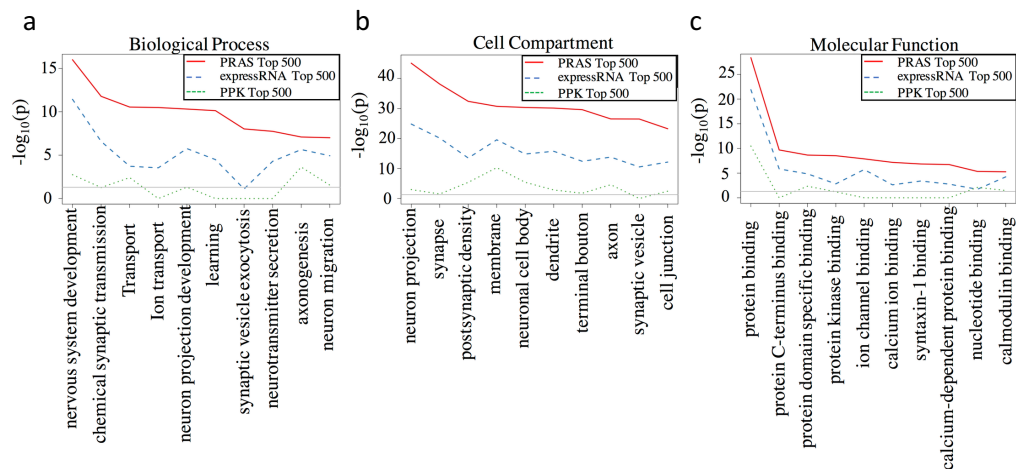 a
Biological Process
PRAS Top 500
expressRNA Top 500
PPK Top 500
-log10(p)
15
10
5
0
nervous system development
chemical synaptic transmission
Transport
Ion transport
neuron projection development
learning
synaptic vesicle exocytosis
neurotransmitter secretion
axonogenesis
neuron migration
b
Cell Compartment
PRAS Top 500
expressRNA Top 500
PPK Top 500
-log10(p)
40
30
20
10
0
neuron projection
synapse
postsynaptic density
membrane
neuronal cell body
dendrite
terminal bouton
axon
synaptic vesicle
cell junction
c
Molecular Function
PRAS Top 500
expressRNA Top 500
PPK Top 500
-log10(p)
25
20
15
10
5
0
protein binding
protein C-terminus binding
protein domain specific binding
protein kinase binding
ion channel binding
calcium ion binding
syntaxin-1 binding
calcium-dependent protein binding
nucleotide binding
calmodulin binding